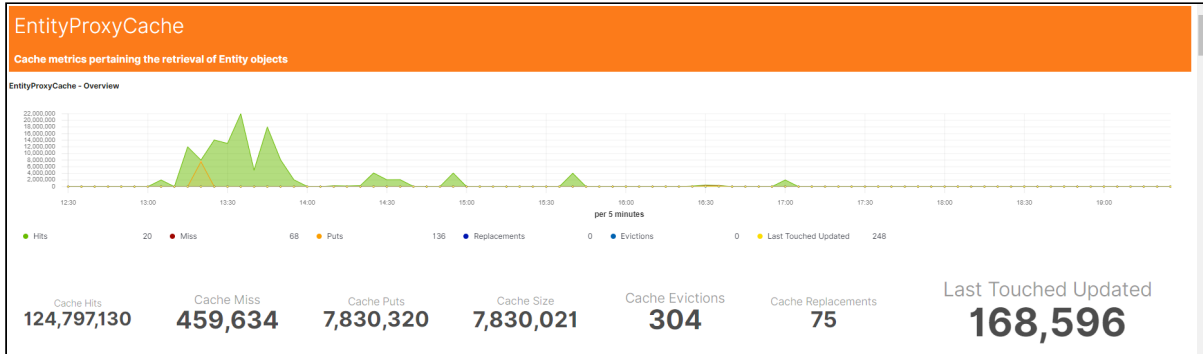 EntityProxyCache
Cache metrics pertaining the retrieval of Entity objects
EntityProxyCache - Overview
22,000,000
20,000,000
18,000,000
16,000,000
14,000,000
12,000,000
10,000,000
8,000,000
6,000,000
4,000,000
2,000,000
0
12:30 13:00 13:30 14:00 14:30 15:00 15:30 16:00 16:30 17:00 17:30 18:00 18:30 19:00
per 5 minutes
Hits 20 Miss 68 Puts 136 Replacements 0 Evictions 0 Last Touched Updated 248
Cache Hits Cache Miss Cache Puts Cache Size Cache Evictions Cache Replacements Last Touched Updated
124,797,130 459,634 7,830,320 7,830,021 304 75 168,596